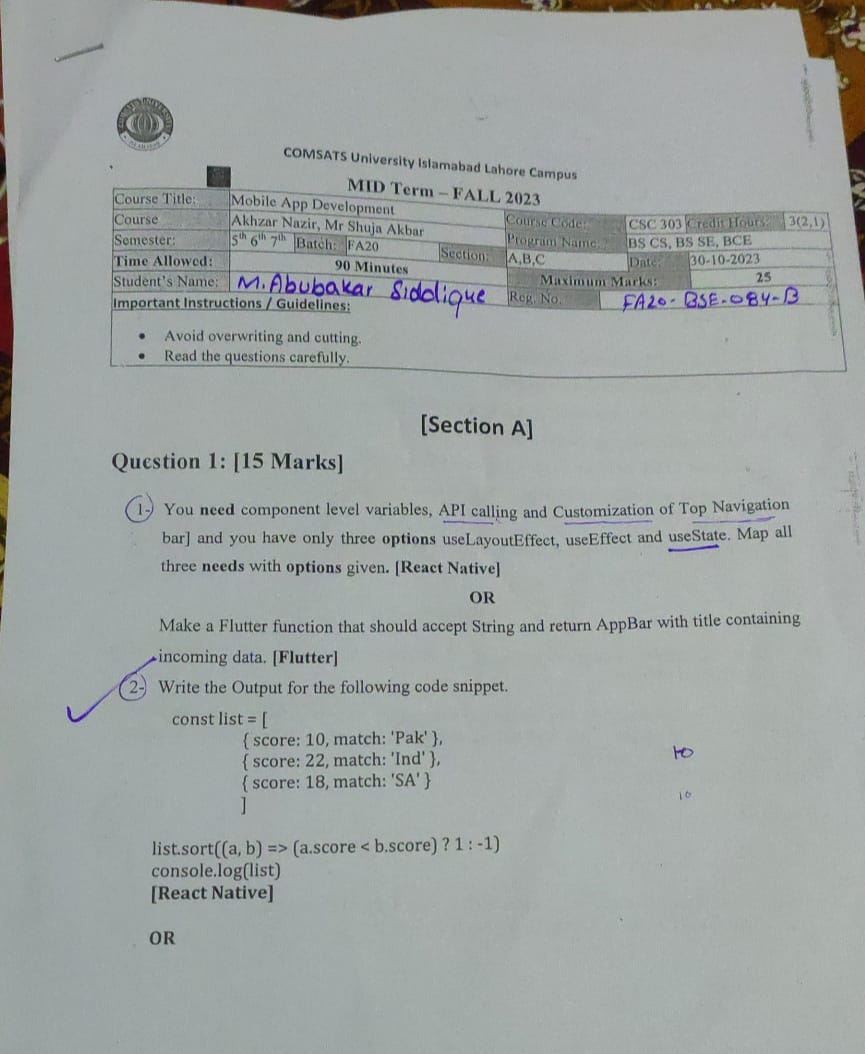 COMSATS University Islamabad Lahore Campus
MID Term – FALL 2023
Course Title: Mobile App Development Course Code: CSC 303 Credit Hours: 3(2,1)
Course Akhzar Nazir, Mr Shuja Akbar Program Name: BS CS, BS SE, BCE
Semester: 5th 6th 7th Batch: FA20 Section: A,B,C Date: 30-10-2023
Time Allowed: 90 Minutes Maximum Marks: 25
Student's Name: M.Abubakar Siddique Reg. No. FA20-BSE-084-B
Important Instructions / Guidelines:
• Avoid overwriting and cutting.
• Read the questions carefully.
[Section A]
Question 1: [15 Marks]
1- You need component level variables, API calling and Customization of Top Navigation
bar] and you have only three options useLayoutEffect, useEffect and useState. Map all
three needs with options given. [React Native]
OR
Make a Flutter function that should accept String and return AppBar with title containing
incoming data. [Flutter]
2- Write the Output for the following code snippet.
const list = [
{ score: 10, match: 'Pak' },
{ score: 22, match: 'Ind' },
{ score: 18, match: 'SA' }
]
10
list.sort((a, b) => (a.score < b.score) ? 1 : -1)
console.log(list)
[React Native]
OR